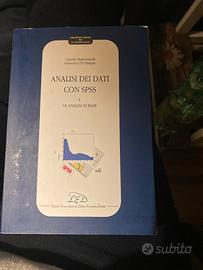 Claudio Barbaranelli
Francesca D'Olimpio
ANALISI DEI DATI
CON SPSS
I
LE ANALISI DI BASE
LED
subito